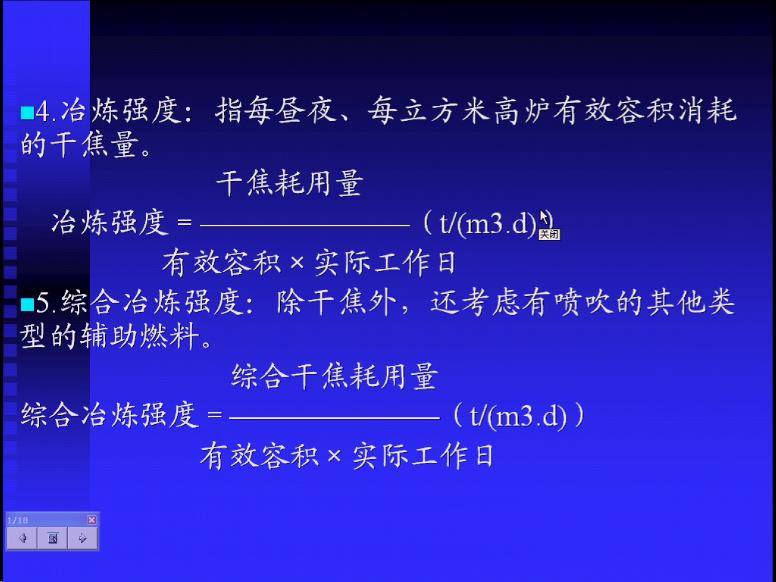 4.冶炼强度：指每昼夜、每立方米高炉有效容积消耗
的干焦量。
干焦耗用量
冶炼强度 = ——————— （t/(m3.d)）
关闭
有效容积 × 实际工作日
5.综合冶炼强度：除干焦外，还考虑有喷吹的其他类
型的辅助燃料。
综合干焦耗用量
综合冶炼强度 = ——————— （t/(m3.d)）
有效容积 × 实际工作日
1/18